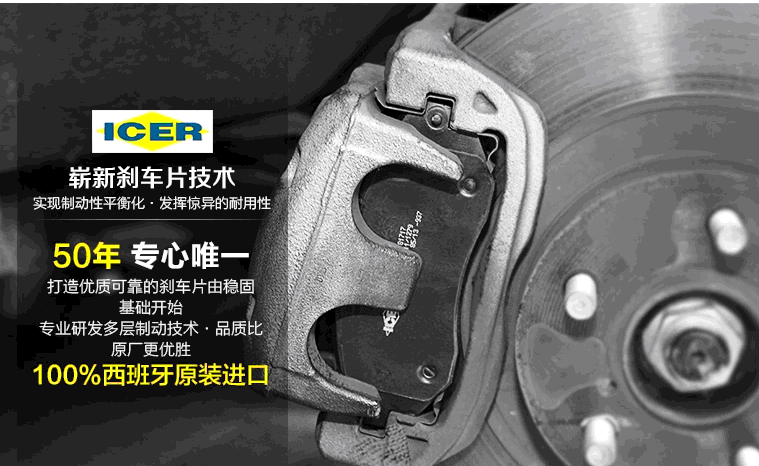 ICER
崭新刹车片技术
实现制动性平衡化·发挥惊异的耐用性
50年 专心唯一
打造优质可靠的刹车片由稳固
基础开始
专业研发多层制动技术·品质比
原厂更优胜
100%西班牙原装进口